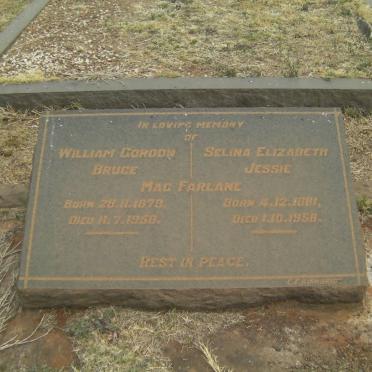 In loving memory
of
William Gordon Selina Elizabeth
Bruce Jessie
Mac Farlane
Born 28.11.1879. Born 4.12.1881.
Died 11.7.1958. Died 1.10.1958.
Rest in peace.